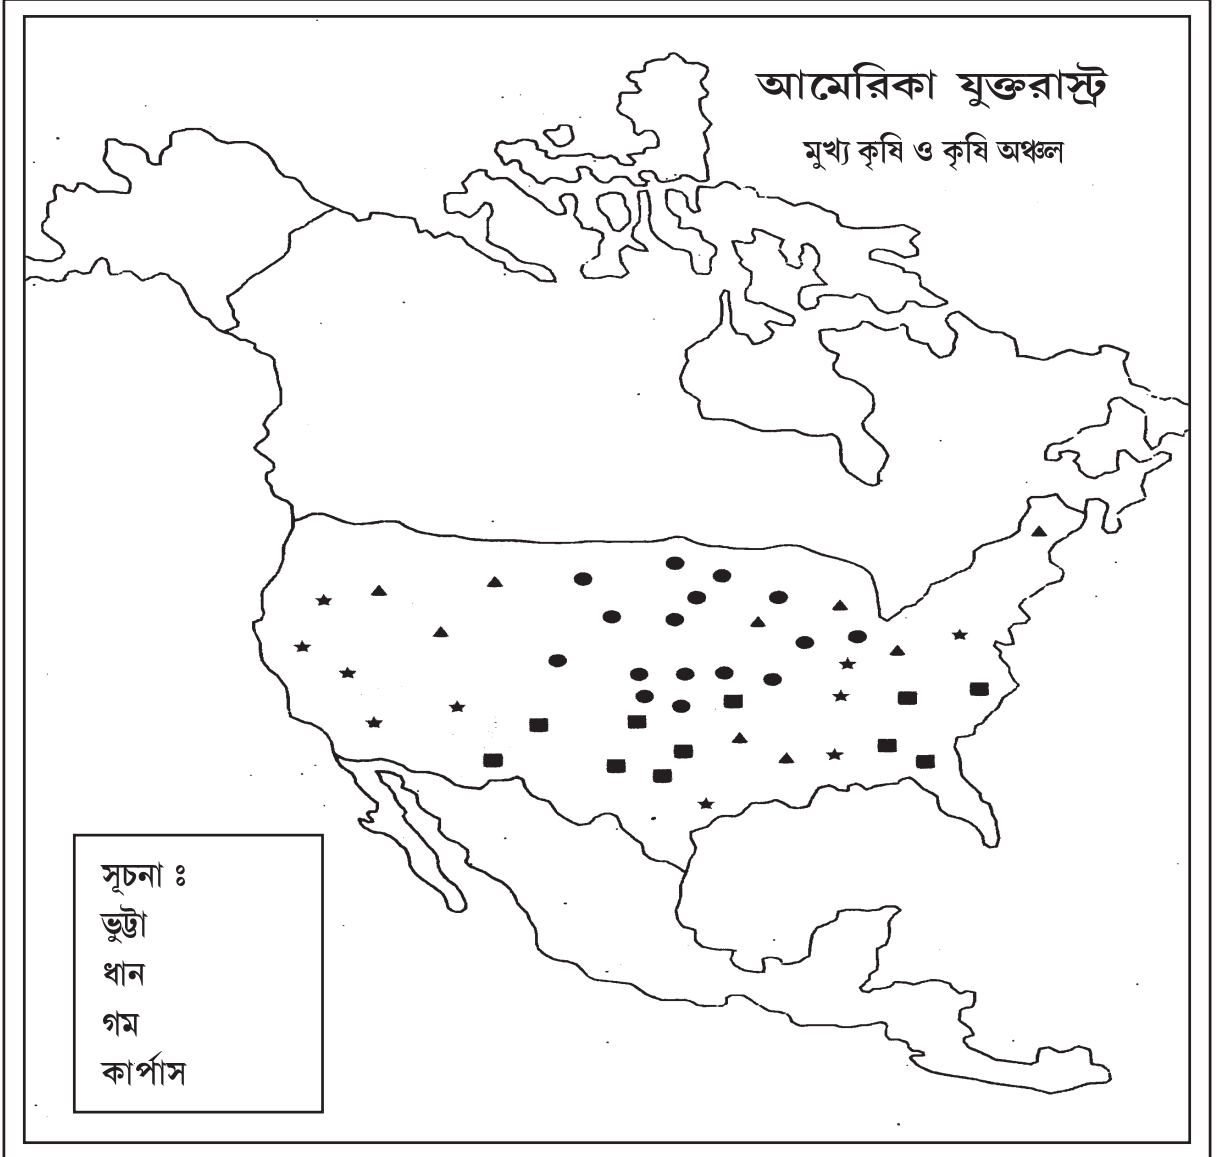 আমেরিকা যুক্তরাস্ট্র
মুখ্য কৃষি ও কৃষি অঞ্চল
সূচনা ঃ
ভুট্টা
ধান
গম
কার্পাস